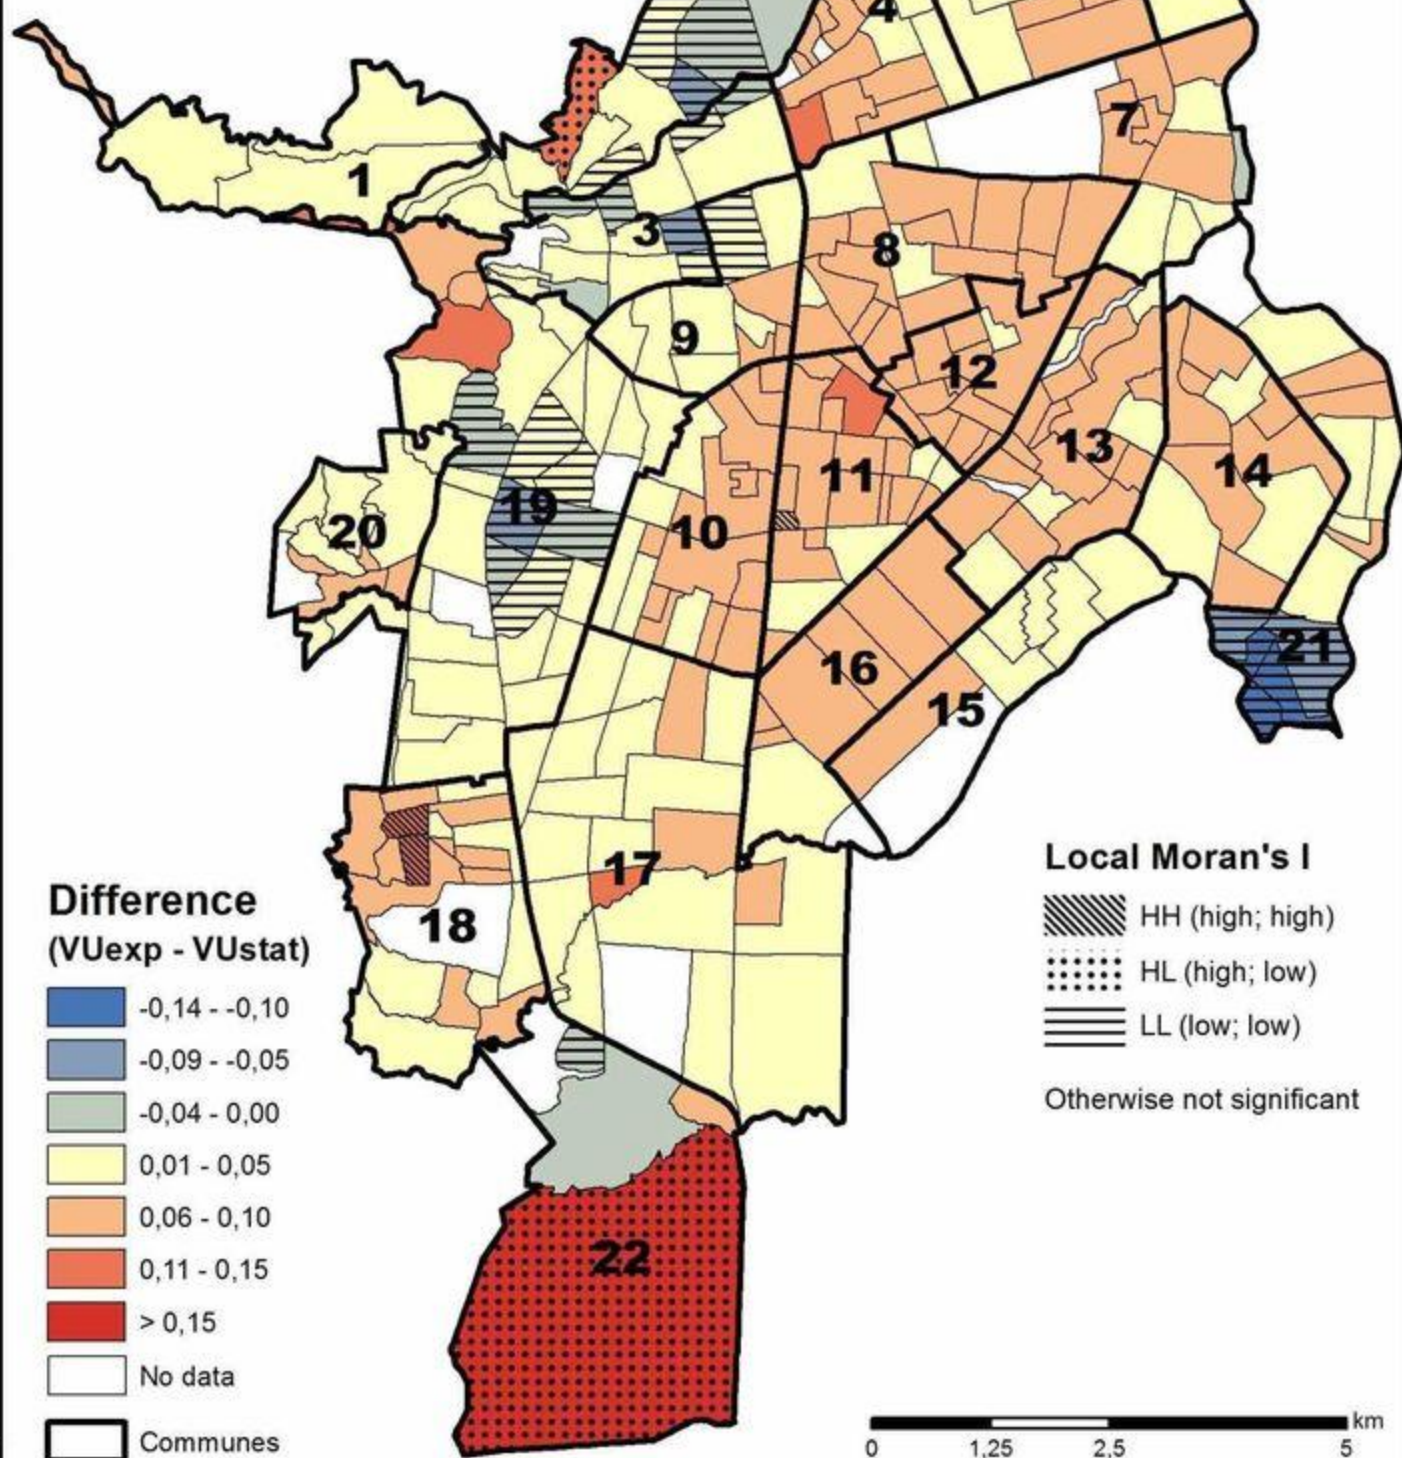 4
7
1
3
8
9
12
13
11
14
19
20
10
21
16
15
17
18
22
Difference
(VUexp - VUstat)
-0,14 - -0,10
-0,09 - -0,05
-0,04 - 0,00
0,01 - 0,05
0,06 - 0,10
0,11 - 0,15
> 0,15
No data
Communes
Local Moran's I
HH (high; high)
HL (high; low)
LL (low; low)
Otherwise not significant
km
0 1,25 2,5 5